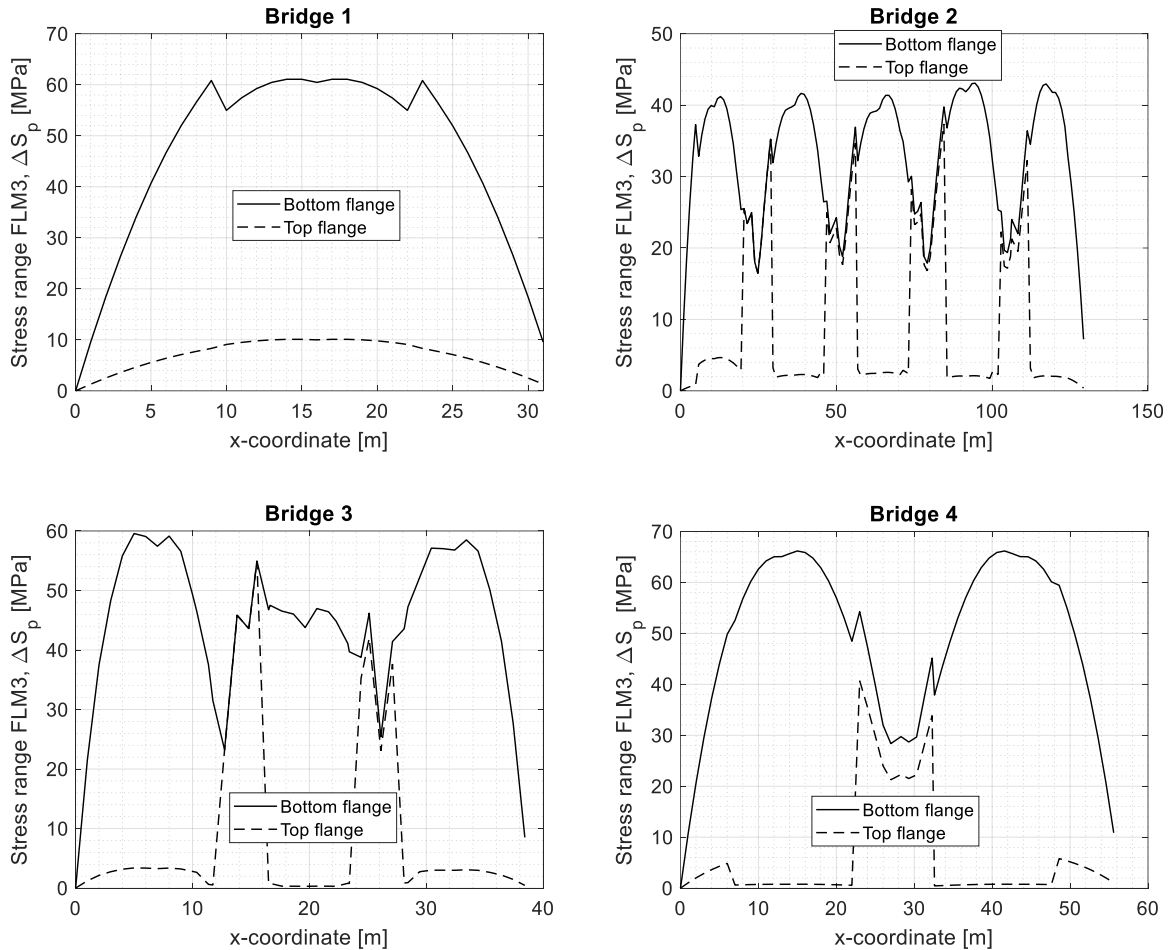 Bridge 1
Stress range FLM3, ΔS_p [MPa]
70
60
50
40
30
20
10
0
Bottom flange
Top flange
0 5 10 15 20 25 30
x-coordinate [m]
Bridge 2
Stress range FLM3, ΔS_p [MPa]
50
40
30
20
10
0
Bottom flange
Top flange
0 50 100 150
x-coordinate [m]
Bridge 3
Stress range FLM3, ΔS_p [MPa]
60
50
40
30
20
10
0
Bottom flange
Top flange
0 10 20 30 40
x-coordinate [m]
Bridge 4
Stress range FLM3, ΔS_p [MPa]
70
60
50
40
30
20
10
0
Bottom flange
Top flange
0 10 20 30 40 50 60
x-coordinate [m]